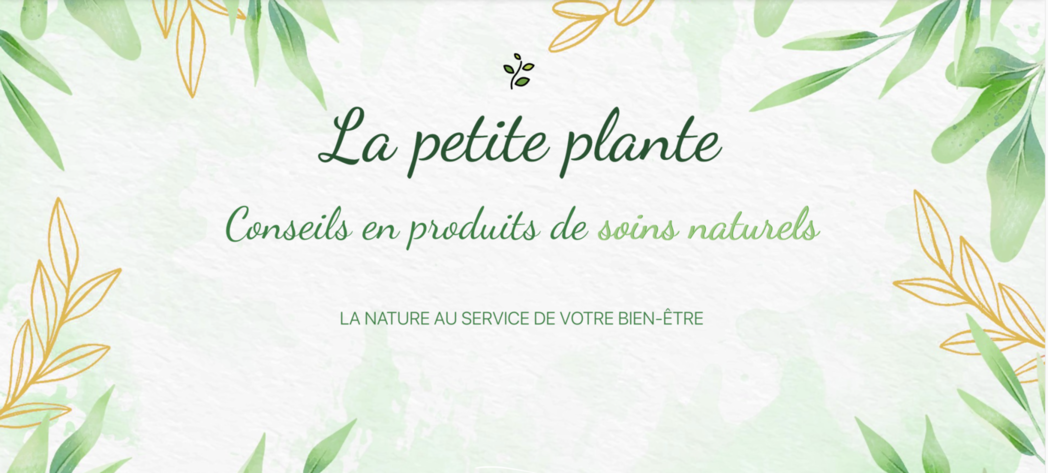 La petite plante
Conseils en produits de soins naturels
LA NATURE AU SERVICE DE VOTRE BIEN-ÊTRE